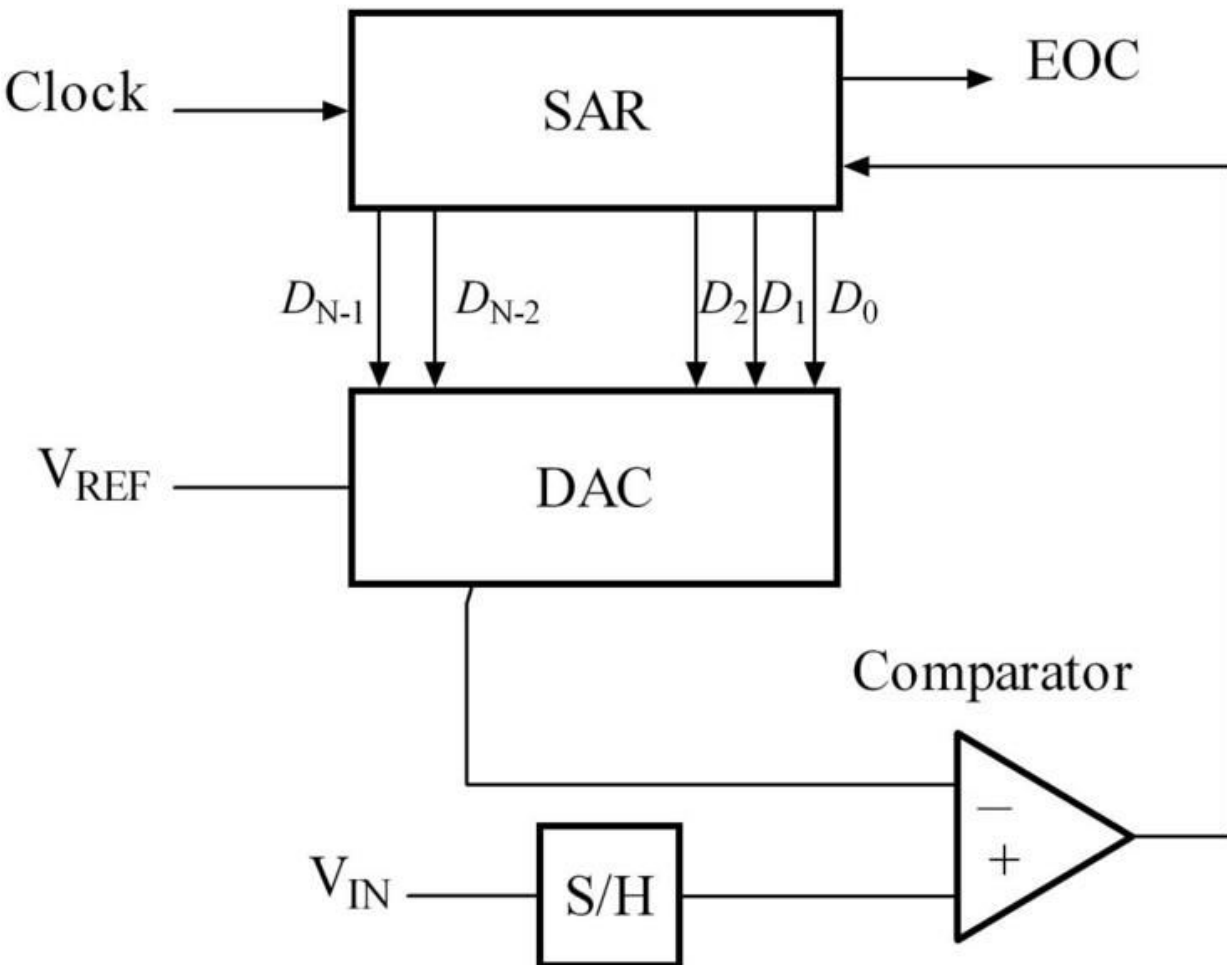 Clock
SAR
EOC
D_N-1 D_N-2 D_2 D_1 D_0
V_REF
DAC
Comparator
−
+
V_IN
S/H